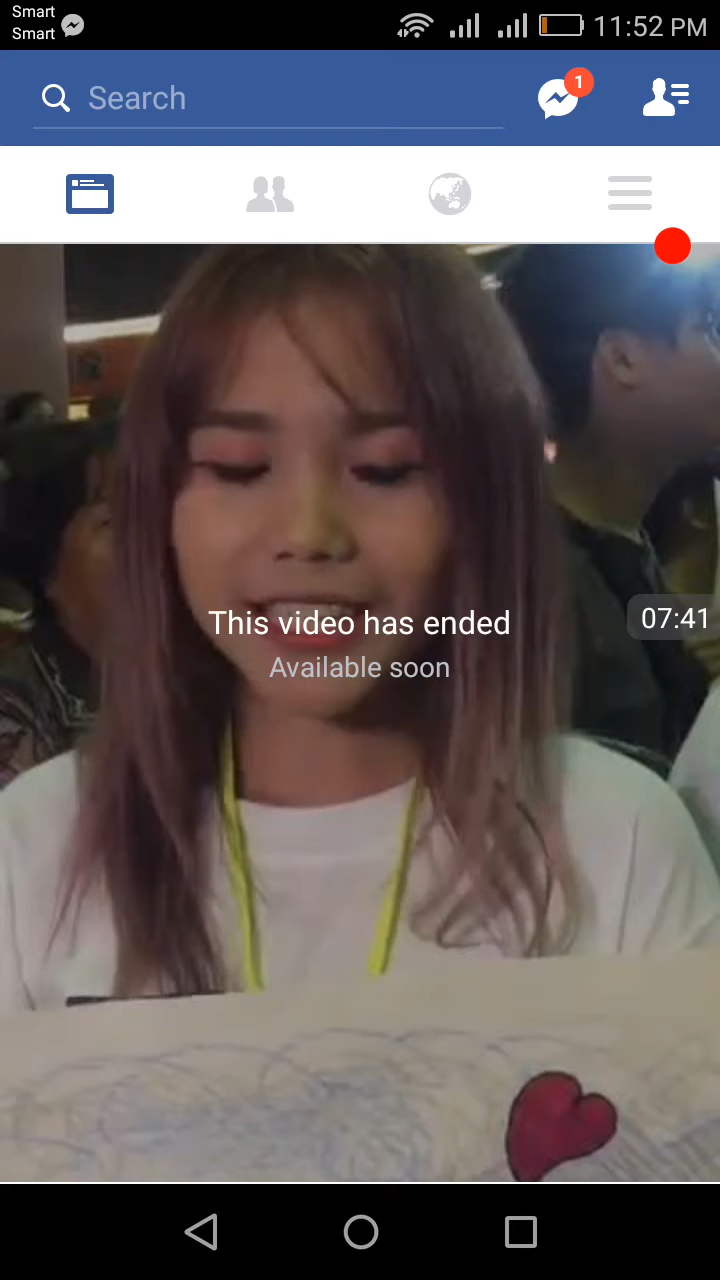 Smart
Smart
11:52 PM
Search
1
This video has ended
07:41
Available soon